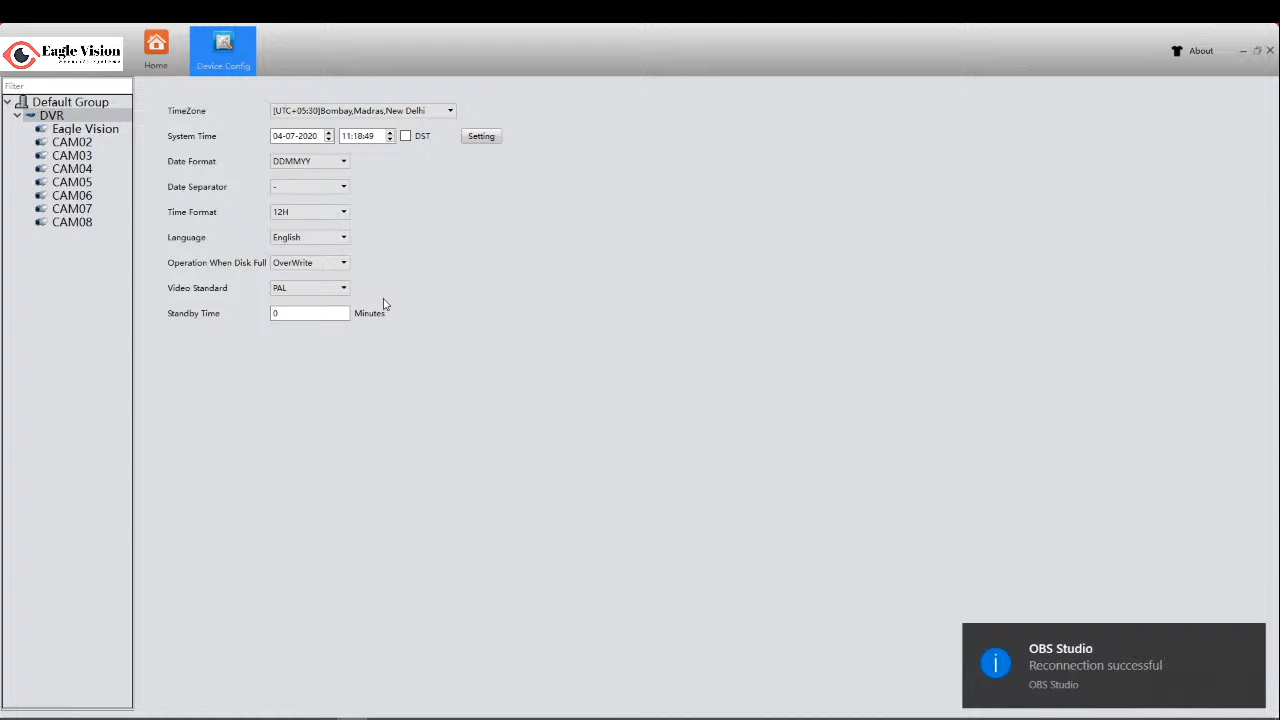 Eagle Vision
Home
Device Config
About
Filter
Default Group
DVR
Eagle Vision
CAM02
CAM03
CAM04
CAM05
CAM06
CAM07
CAM08
TimeZone [UTC+05:30]Bombay,Madras,New Delhi
System Time 04-07-2020 11:18:49 DST Setting
Date Format DDMMYY
Date Separator -
Time Format 12H
Language English
Operation When Disk Full OverWrite
Video Standard PAL
Standby Time 0 Minutes
OBS Studio
Reconnection successful
OBS Studio